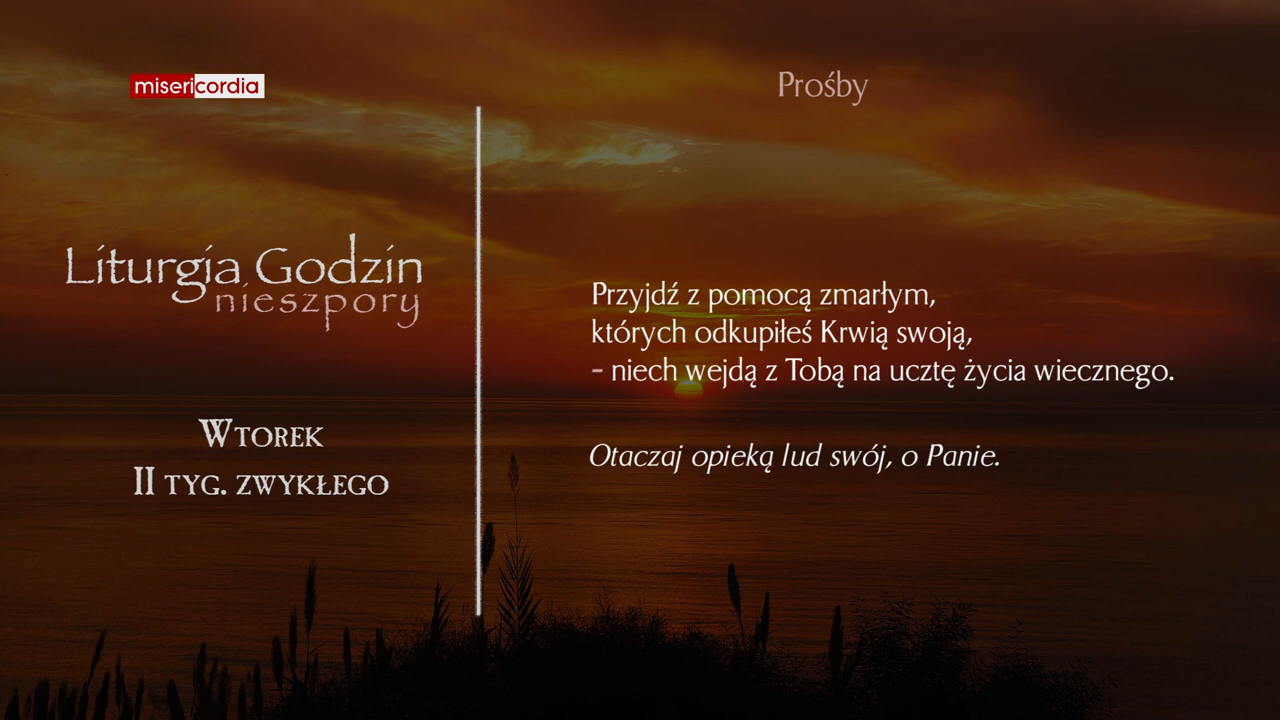 misericordia
Liturgia Godzin
nieszpory
Wtorek
II tyg. zwykłego
Prośby
Przyjdź z pomocą zmarłym,
których odkupiłeś Krwią swoją,
- niech wejdą z Tobą na ucztę życia wiecznego.
Otaczaj opieką lud swój, o Panie.